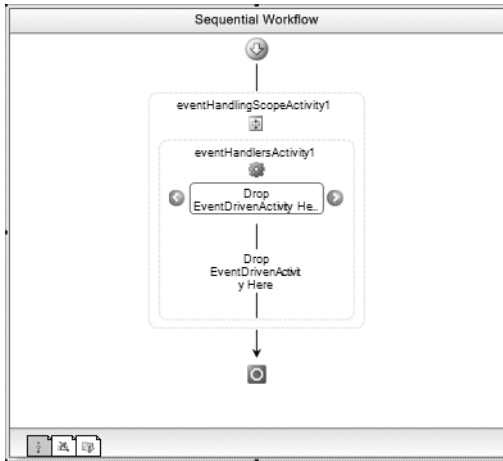 Sequential Workflow
eventHandlingScopeActivity1
eventHandlersActivity1
Drop
EventDrivenActivity He..
Drop
EventDrivenActivit
y Here